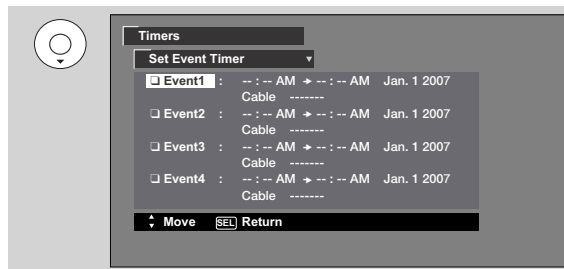 Timers
Set Event Timer ▼
❏ Event1 : -- : -- AM ➔ -- : -- AM Jan. 1 2007
Cable -------
❏ Event2 : -- : -- AM ➔ -- : -- AM Jan. 1 2007
Cable -------
❏ Event3 : -- : -- AM ➔ -- : -- AM Jan. 1 2007
Cable -------
❏ Event4 : -- : -- AM ➔ -- : -- AM Jan. 1 2007
Cable -------
Move SEL Return